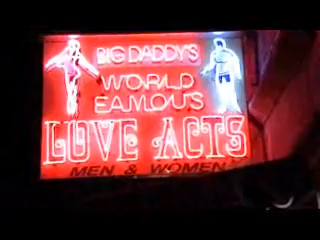 BIG DADDY'S
WORLD
FAMOUS
LOVE ACTS
MEN & WOMEN